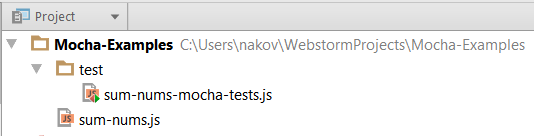 Project
Mocha-Examples C:\Users\nakov\WebstormProjects\Mocha-Examples
test
sum-nums-mocha-tests.js
sum-nums.js